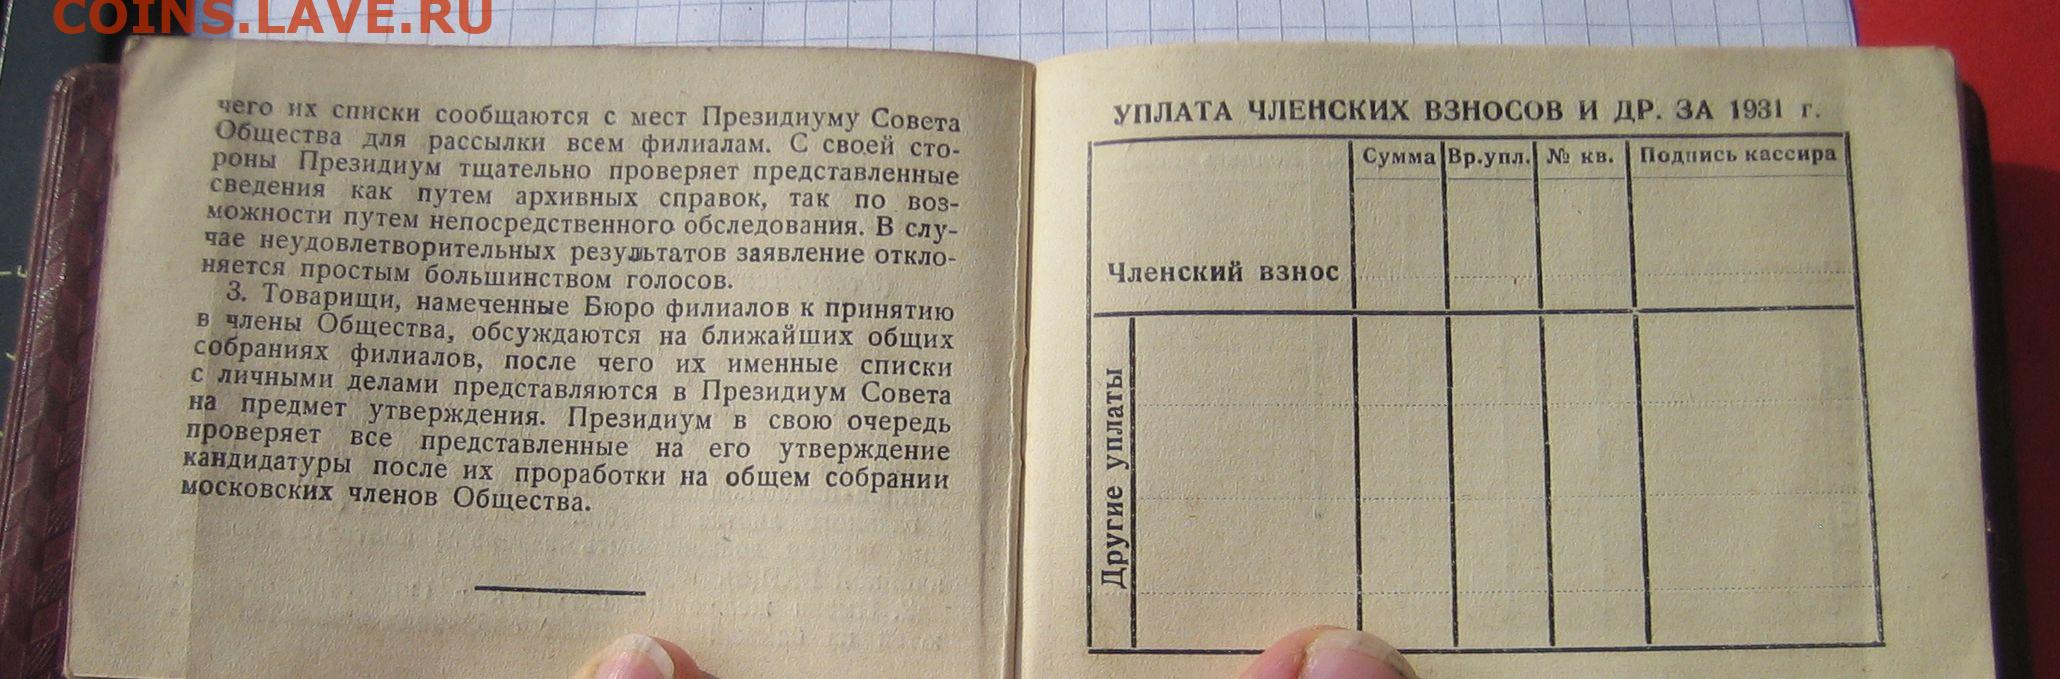 COINS.LAVE.RU
чего их списки сообщаются с мест Президиуму Совета
Общества для рассылки всем филиалам. С своей сто-
роны Президиум тщательно проверяет представленные
сведения как путем архивных справок, так по воз-
можности путем непосредственного обследования. В слу-
чае неудовлетворительных результатов заявление откло-
няется простым большинством голосов.
3. Товарищи, намеченные Бюро филиалов к принятию
в члены Общества, обсуждаются на ближайших общих
собраниях филиалов, после чего их именные списки
с личными делами представляются в Президиум Совета
на предмет утверждения. Президиум в свою очередь
проверяет все представленные на его утверждение
кандидатуры после их проработки на общем собрании
московских членов Общества.
УПЛАТА ЧЛЕНСКИХ ВЗНОСОВ И ДР. ЗА 1931 г.
Сумма Вр.упл. № кв. Подпись кассира
Членский взнос
Другие уплаты